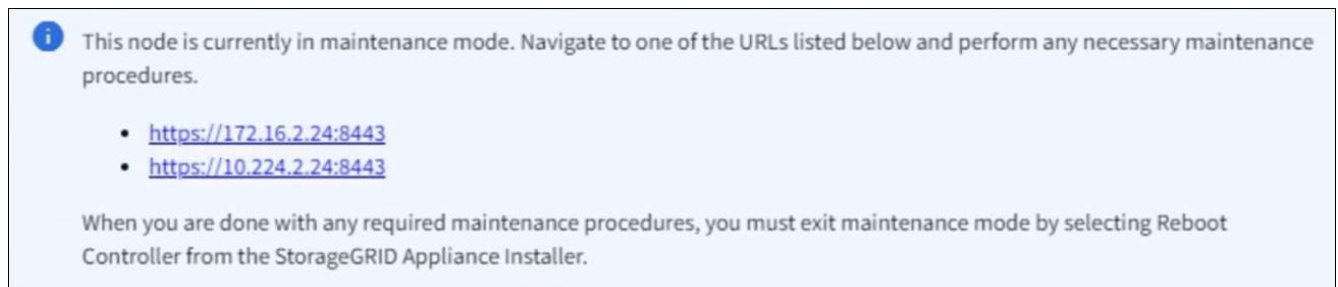 This node is currently in maintenance mode. Navigate to one of the URLs listed below and perform any necessary maintenance
procedures.
• https://172.16.2.24:8443
• https://10.224.2.24:8443
When you are done with any required maintenance procedures, you must exit maintenance mode by selecting Reboot
Controller from the StorageGRID Appliance Installer.